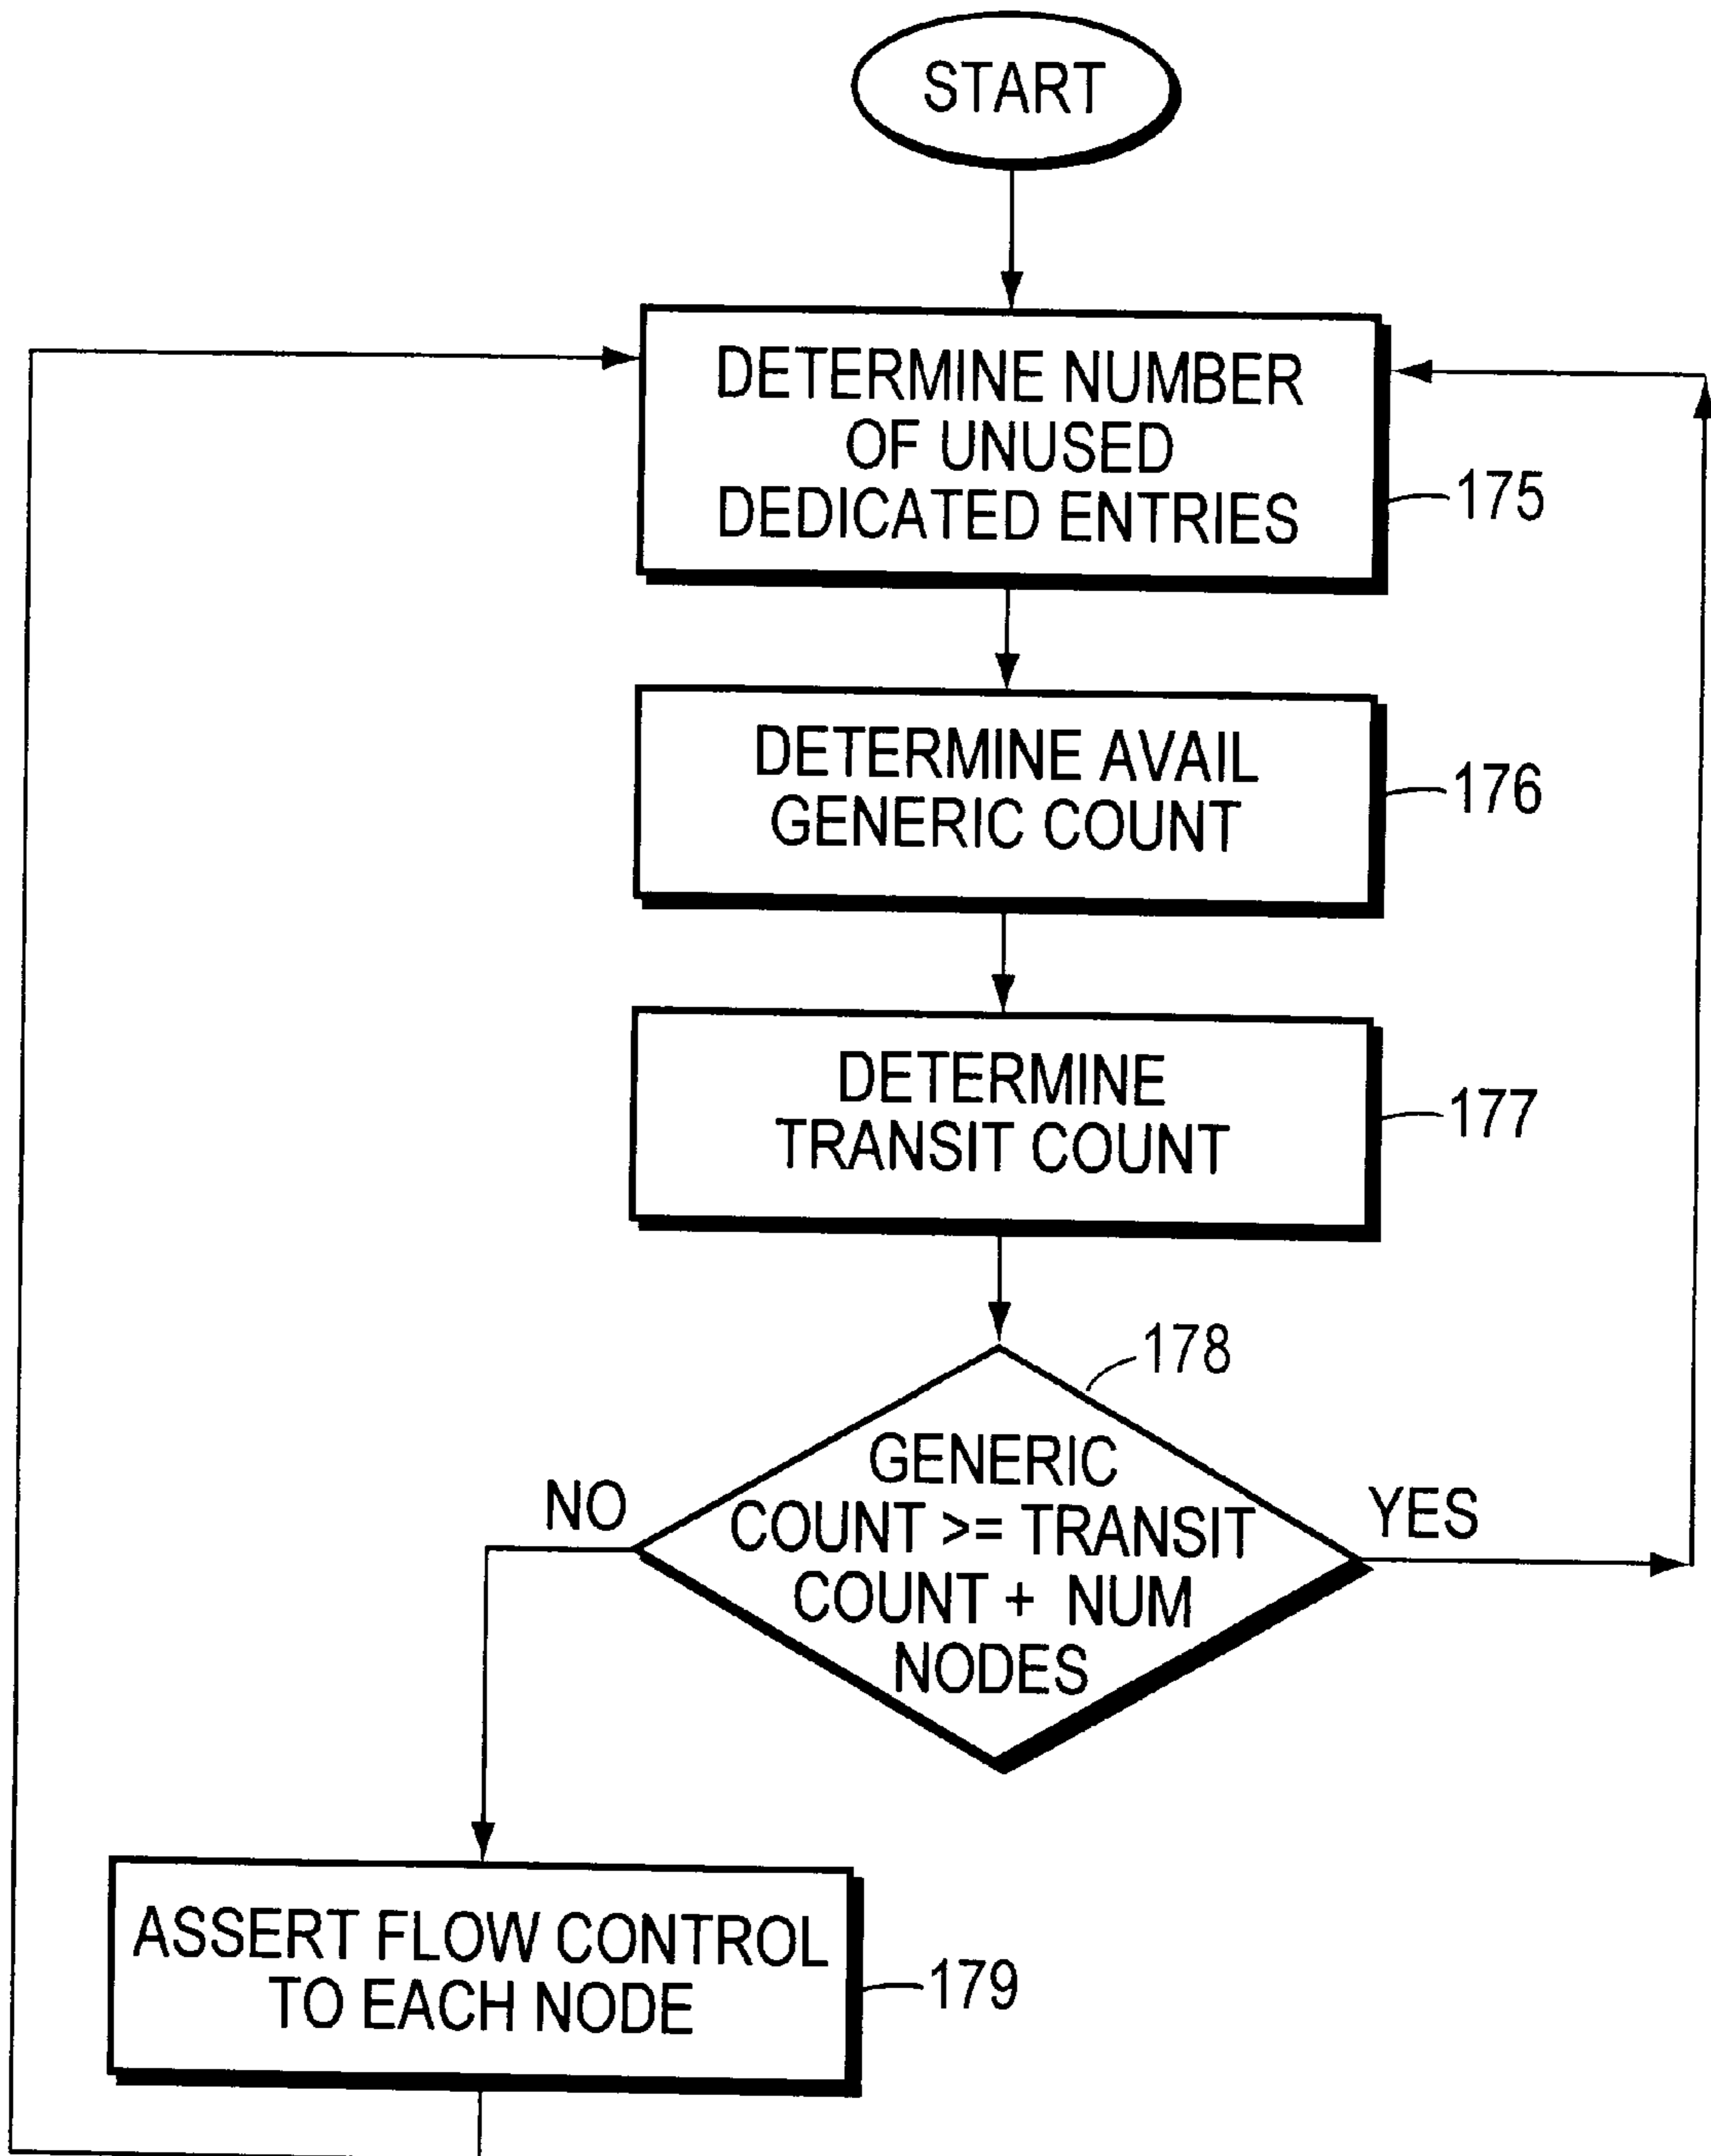 START
DETERMINE NUMBER
OF UNUSED
DEDICATED ENTRIES
175
DETERMINE AVAIL
GENERIC COUNT
176
DETERMINE
TRANSIT COUNT
177
178
GENERIC
COUNT >= TRANSIT
COUNT + NUM
NODES
NO
YES
ASSERT FLOW CONTROL
TO EACH NODE
179